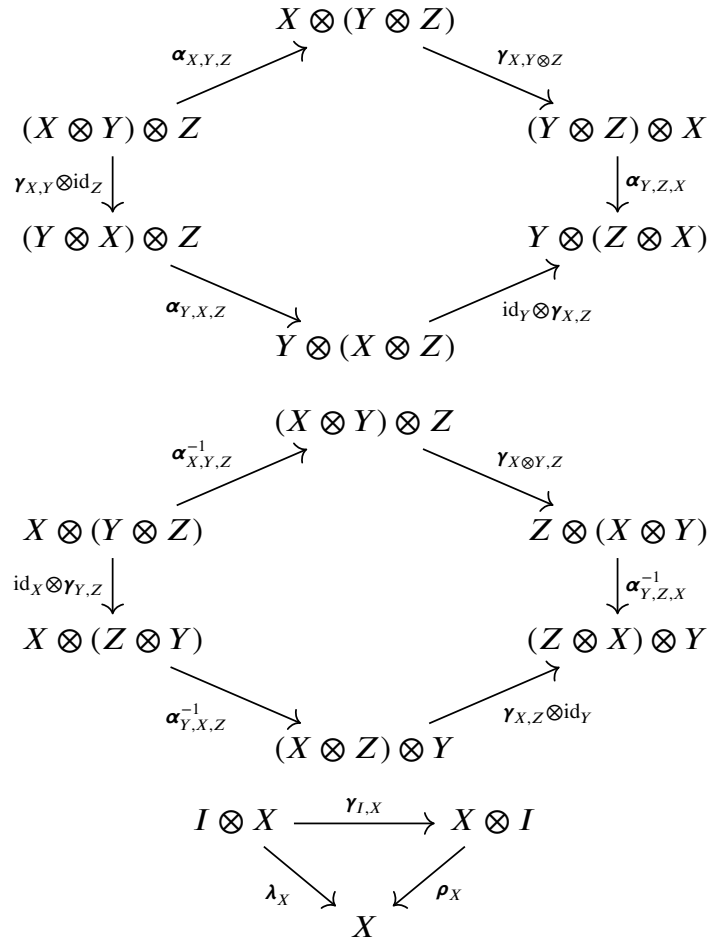 X ⊗ (Y ⊗ Z)
α_{X,Y,Z} γ_{X,Y⊗Z}
(X ⊗ Y) ⊗ Z (Y ⊗ Z) ⊗ X
γ_{X,Y}⊗id_Z α_{Y,Z,X}
(Y ⊗ X) ⊗ Z Y ⊗ (Z ⊗ X)
α_{Y,X,Z} id_Y⊗γ_{X,Z}
Y ⊗ (X ⊗ Z)
(X ⊗ Y) ⊗ Z
α^{-1}_{X,Y,Z} γ_{X⊗Y,Z}
X ⊗ (Y ⊗ Z) Z ⊗ (X ⊗ Y)
id_X⊗γ_{Y,Z} α^{-1}_{Y,Z,X}
X ⊗ (Z ⊗ Y) (Z ⊗ X) ⊗ Y
α^{-1}_{Y,X,Z} γ_{X,Z}⊗id_Y
(X ⊗ Z) ⊗ Y
I ⊗ X γ_{I,X} X ⊗ I
λ_X ρ_X
X